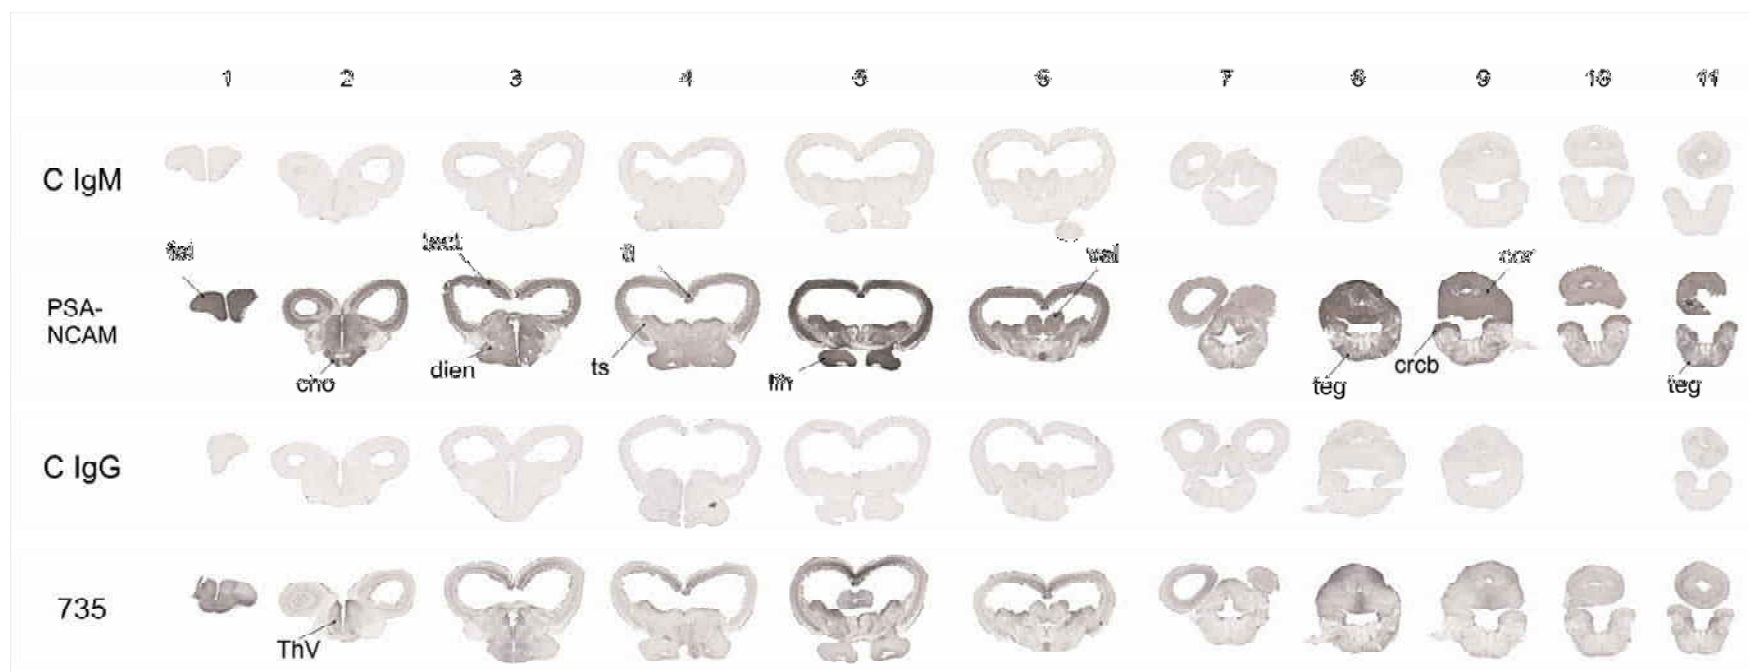 1 2 3 4 5 6 7 8 9 10 11
C IgM
tel tect tl val ccr
PSA-
NCAM
cho dien ts teg crcb teg
C IgG
735
ThV